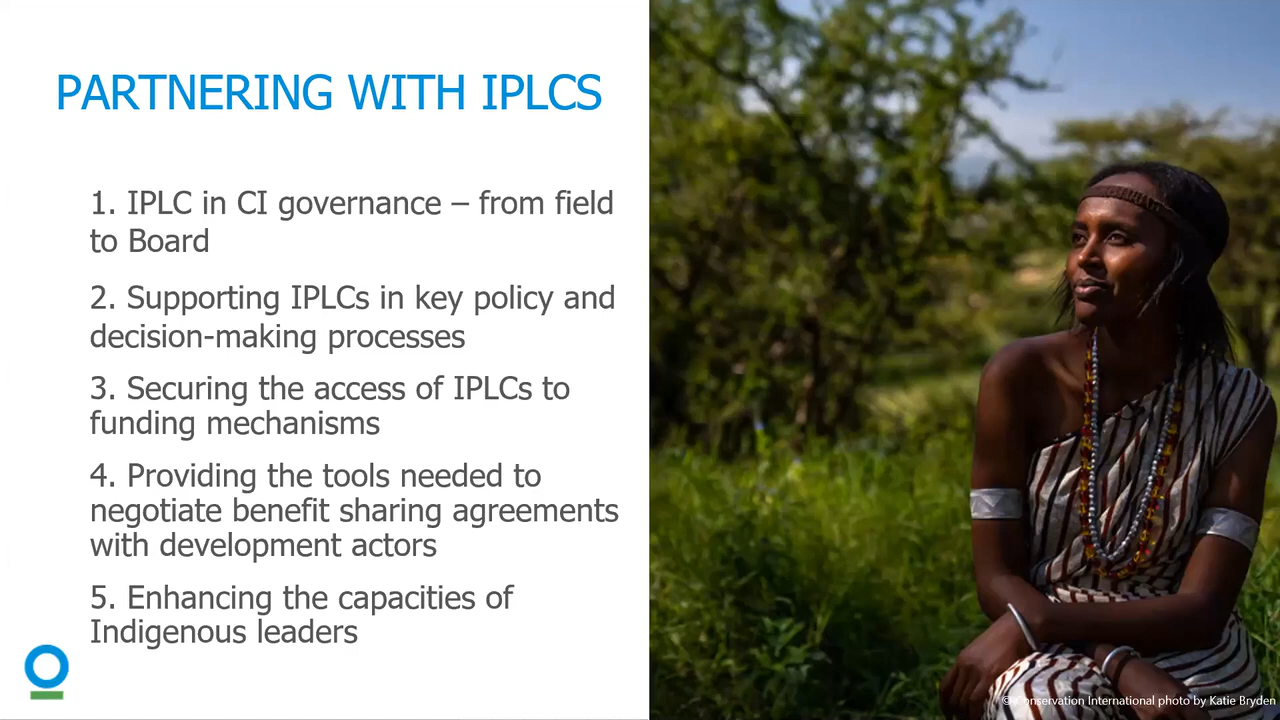 PARTNERING WITH IPLCS
1. IPLC in CI governance – from field
to Board
2. Supporting IPLCs in key policy and
decision-making processes
3. Securing the access of IPLCs to
funding mechanisms
4. Providing the tools needed to
negotiate benefit sharing agreements
with development actors
5. Enhancing the capacities of
Indigenous leaders
© Conservation International photo by Katie Bryden